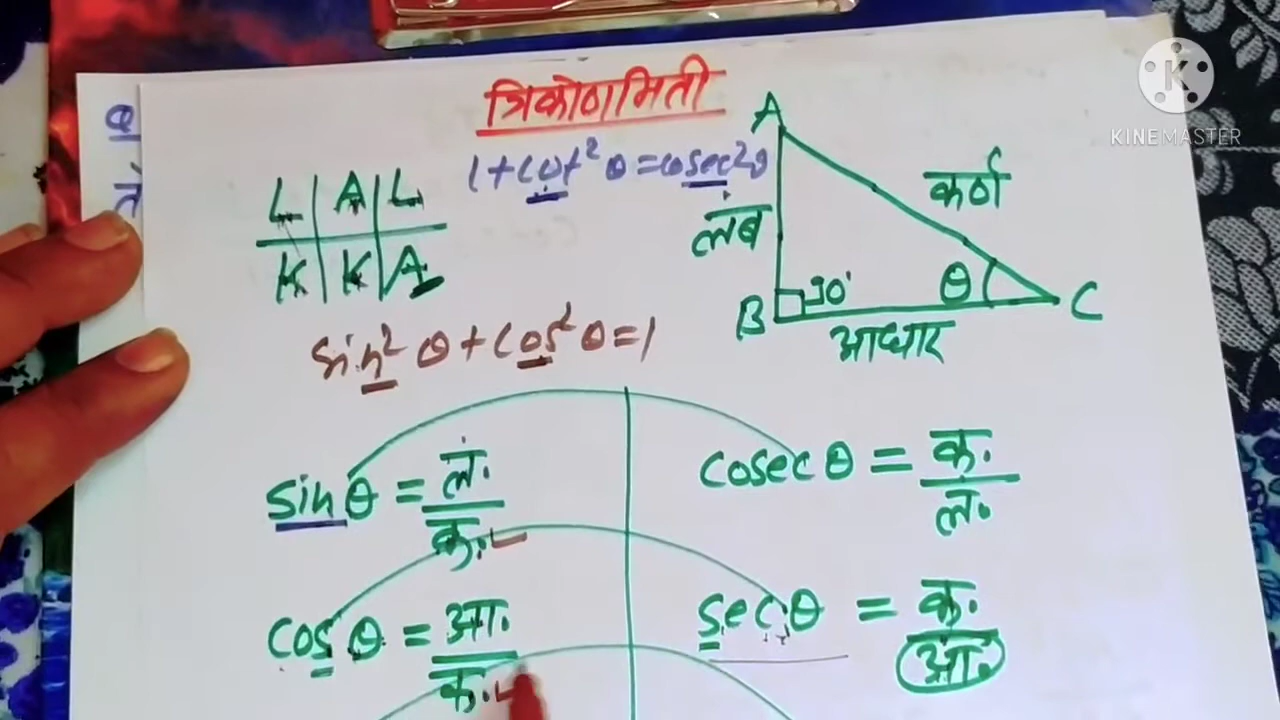 त्रिकोणमिती
1+cot²θ=cosec²θ
L | A | L
K | K | A
sin²θ+cos²θ=1
A
लंब
कर्ण
B 90° θ C
आधार
sinθ = लं./क.
cosecθ = क./लं.
cosθ = आ./क.
secθ = क./आ.
KINEMASTER